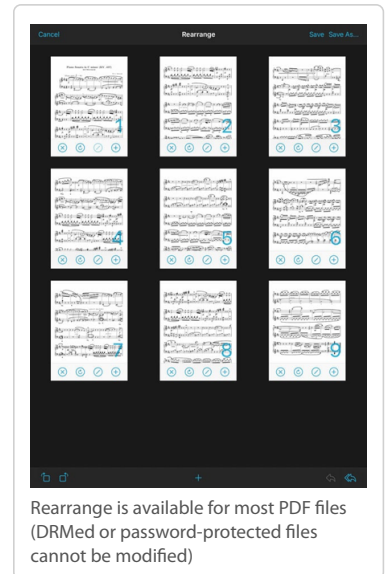 Cancel Rearrange Save Save As...
1 2 3
4 5 6
7 8 9
Rearrange is available for most PDF files
(DRMed or password-protected files
cannot be modified)